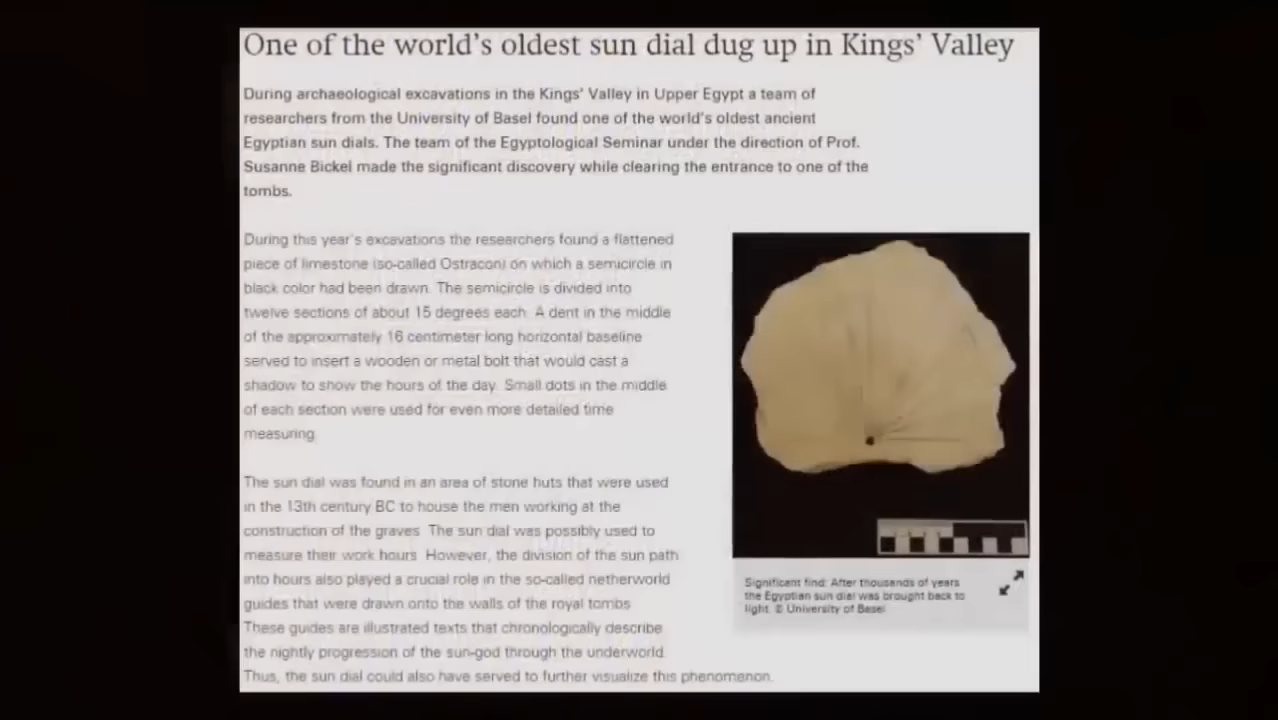 One of the world's oldest sun dial dug up in Kings' Valley
During archaeological excavations in the Kings' Valley in Upper Egypt a team of
researchers from the University of Basel found one of the world's oldest ancient
Egyptian sun dials. The team of the Egyptological Seminar under the direction of Prof.
Susanne Bickel made the significant discovery while clearing the entrance to one of the
tombs.
During this year's excavations the researchers found a flattened
piece of limestone (so-called Ostracon) on which a semicircle in
black color had been drawn. The semicircle is divided into
twelve sections of about 15 degrees each. A dent in the middle
of the approximately 16 centimeter long horizontal baseline
served to insert a wooden or metal bolt that would cast a
shadow to show the hours of the day. Small dots in the middle
of each section were used for even more detailed time
measuring.
The sun dial was found in an area of stone huts that were used
in the 13th century BC to house the men working at the
construction of the graves. The sun dial was possibly used to
measure their work hours. However, the division of the sun path
into hours also played a crucial role in the so-called netherworld
guides that were drawn onto the walls of the royal tombs.
These guides are illustrated texts that chronologically describe
the nightly progression of the sun-god through the underworld.
Thus, the sun dial could also have served to further visualize this phenomenon.
Significant find: After thousands of years
the Egyptian sun dial was brought back to
light. © University of Basel